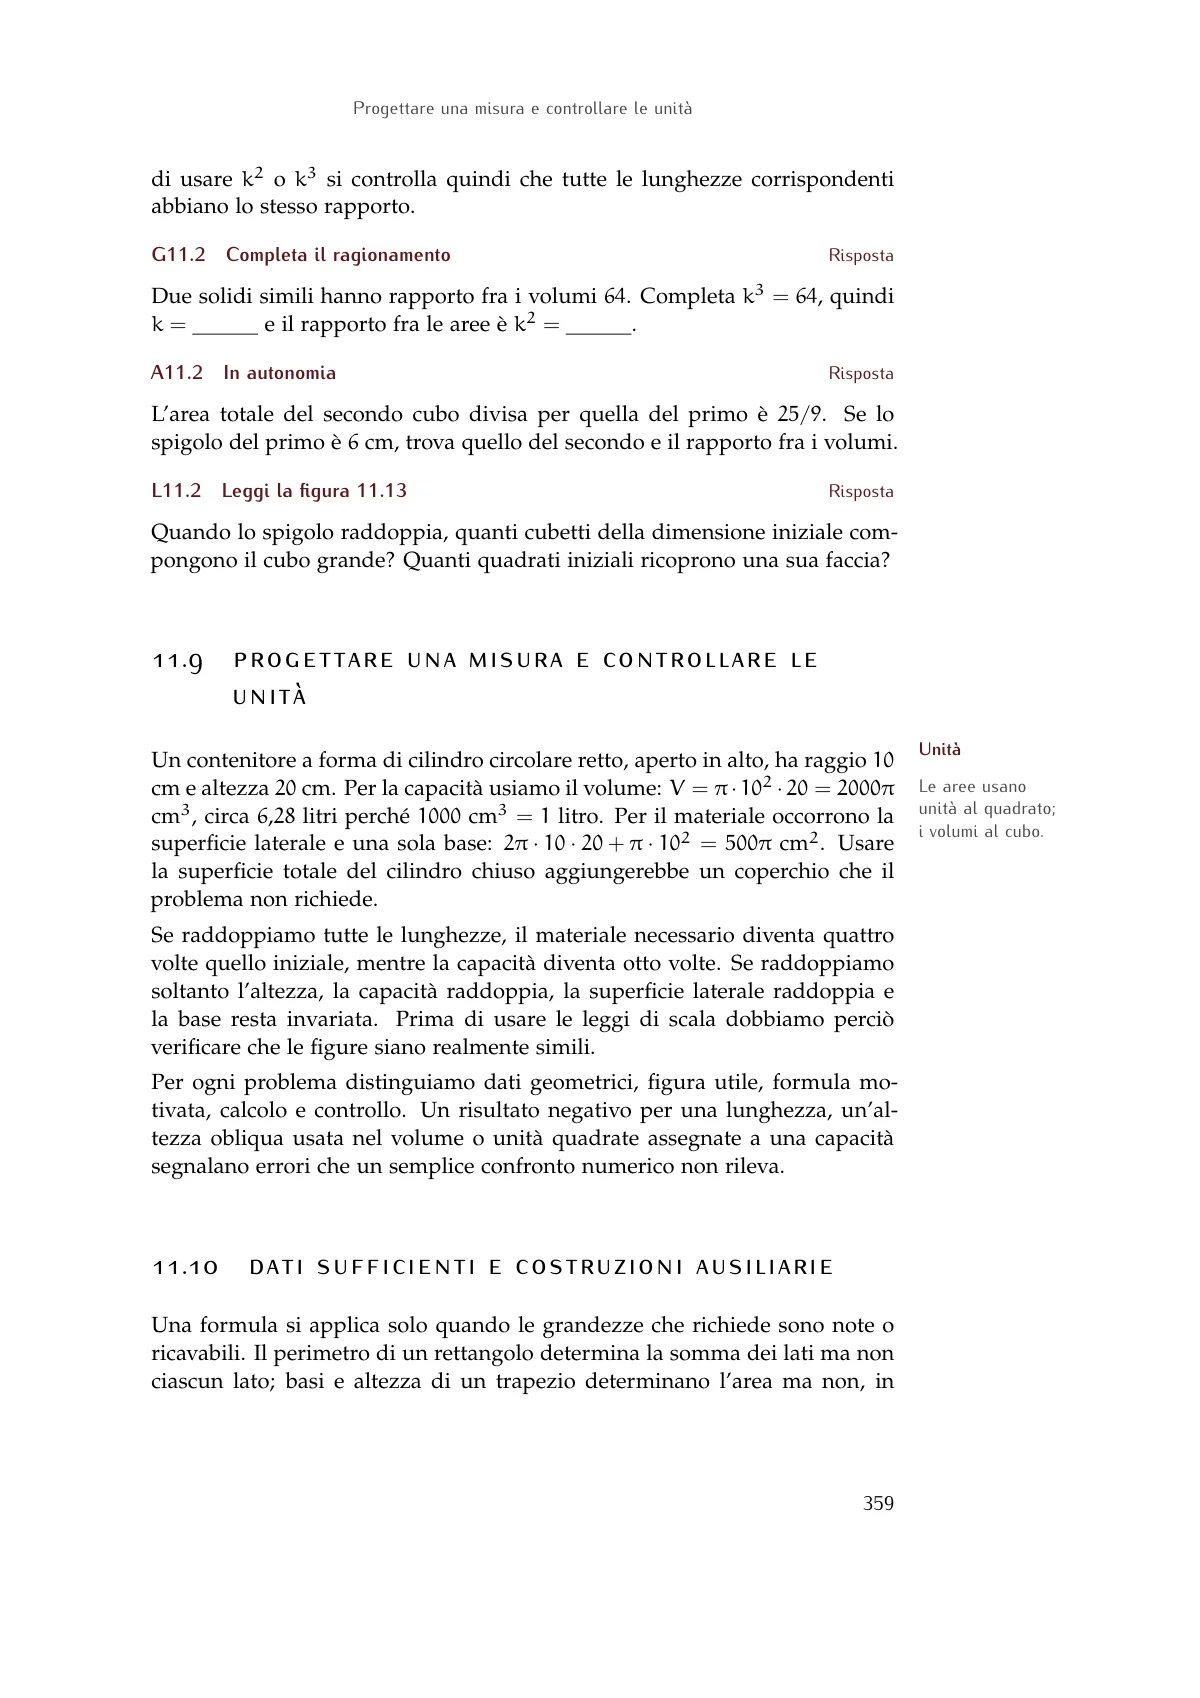 Progettare una misura e controllare le unità
di usare k² o k³ si controlla quindi che tutte le lunghezze corrispondenti
abbiano lo stesso rapporto.
G11.2 Completa il ragionamento Risposta
Due solidi simili hanno rapporto fra i volumi 64. Completa k³ = 64, quindi
k = ______ e il rapporto fra le aree è k² = ______.
A11.2 In autonomia Risposta
L'area totale del secondo cubo divisa per quella del primo è 25/9. Se lo
spigolo del primo è 6 cm, trova quello del secondo e il rapporto fra i volumi.
L11.2 Leggi la figura 11.13 Risposta
Quando lo spigolo raddoppia, quanti cubetti della dimensione iniziale com-
pongono il cubo grande? Quanti quadrati iniziali ricoprono una sua faccia?
11.9 PROGETTARE UNA MISURA E CONTROLLARE LE
UNITÀ
Un contenitore a forma di cilindro circolare retto, aperto in alto, ha raggio 10
cm e altezza 20 cm. Per la capacità usiamo il volume: V = π · 10² · 20 = 2000π
cm³, circa 6,28 litri perché 1000 cm³ = 1 litro. Per il materiale occorrono la
superficie laterale e una sola base: 2π · 10 · 20 + π · 10² = 500π cm². Usare
la superficie totale del cilindro chiuso aggiungerebbe un coperchio che il
problema non richiede.
Unità
Le aree usano
unità al quadrato;
i volumi al cubo.
Se raddoppiamo tutte le lunghezze, il materiale necessario diventa quattro
volte quello iniziale, mentre la capacità diventa otto volte. Se raddoppiamo
soltanto l'altezza, la capacità raddoppia, la superficie laterale raddoppia e
la base resta invariata. Prima di usare le leggi di scala dobbiamo perciò
verificare che le figure siano realmente simili.
Per ogni problema distinguiamo dati geometrici, figura utile, formula mo-
tivata, calcolo e controllo. Un risultato negativo per una lunghezza, un'al-
tezza obliqua usata nel volume o unità quadrate assegnate a una capacità
segnalano errori che un semplice confronto numerico non rileva.
11.10 DATI SUFFICIENTI E COSTRUZIONI AUSILIARIE
Una formula si applica solo quando le grandezze che richiede sono note o
ricavabili. Il perimetro di un rettangolo determina la somma dei lati ma non
ciascun lato; basi e altezza di un trapezio determinano l'area ma non, in
359